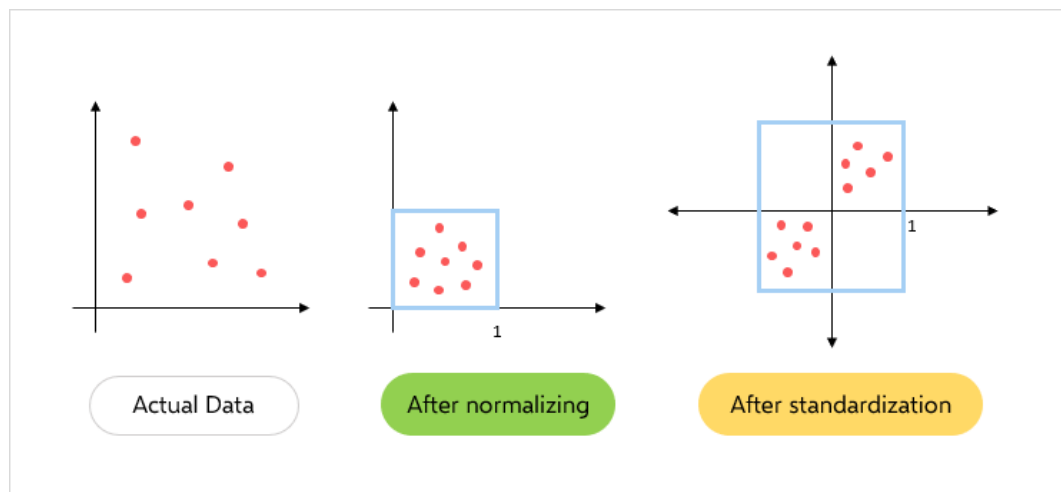 1
1
Actual Data
After normalizing
After standardization